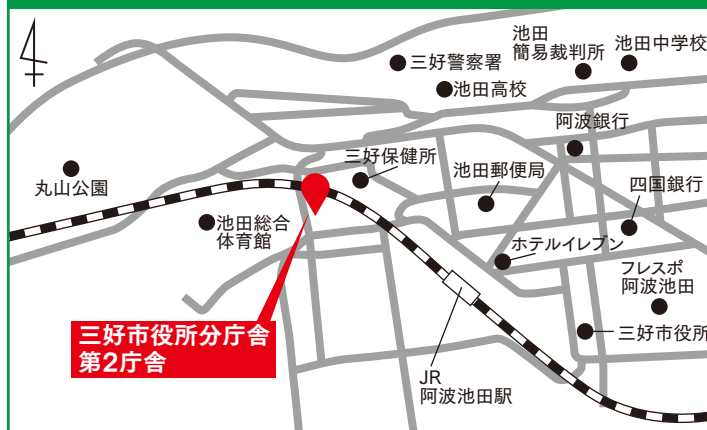 池田
簡易裁判所
池田中学校
三好警察署
池田高校
阿波銀行
三好保健所
池田郵便局
丸山公園
四国銀行
池田総合
体育館
ホテルイレブン
フレスポ
阿波池田
三好市役所分庁舎
第2庁舎
三好市役所
JR
阿波池田駅